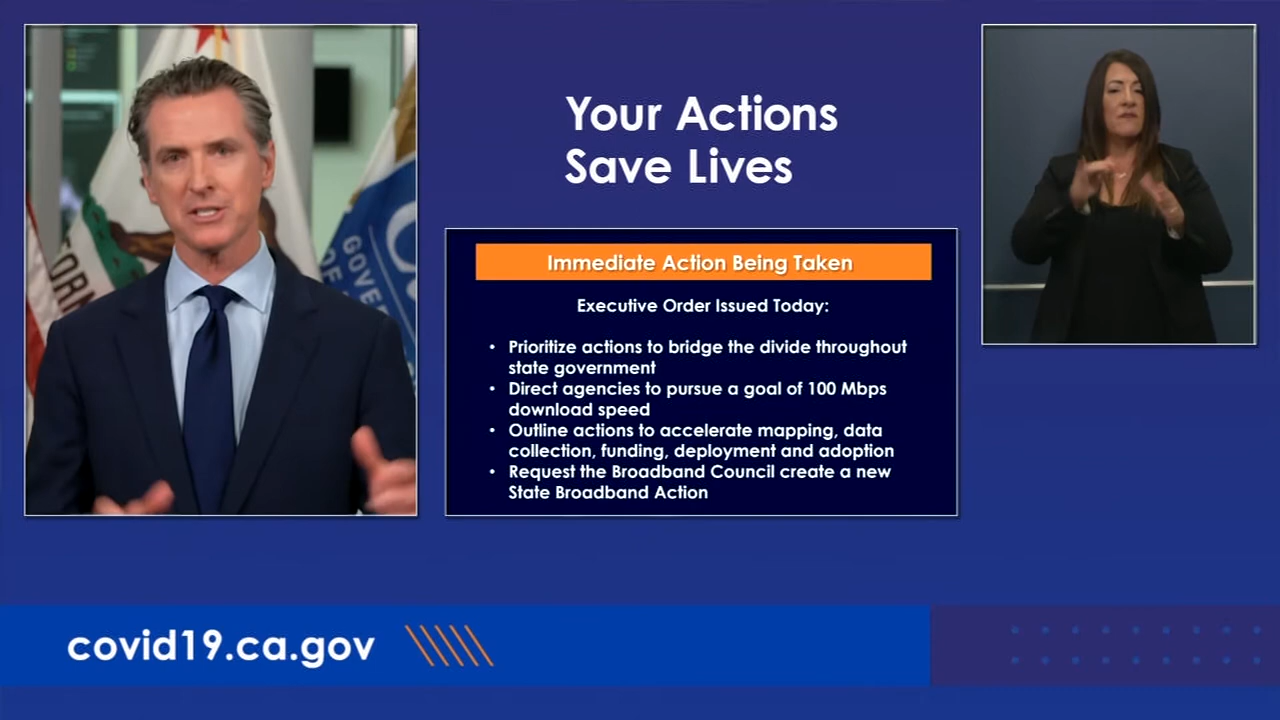 Your Actions
Save Lives
Immediate Action Being Taken
Executive Order Issued Today:
• Prioritize actions to bridge the divide throughout
state government
• Direct agencies to pursue a goal of 100 Mbps
download speed
• Outline actions to accelerate mapping, data
collection, funding, deployment and adoption
• Request the Broadband Council create a new
State Broadband Action
covid19.ca.gov